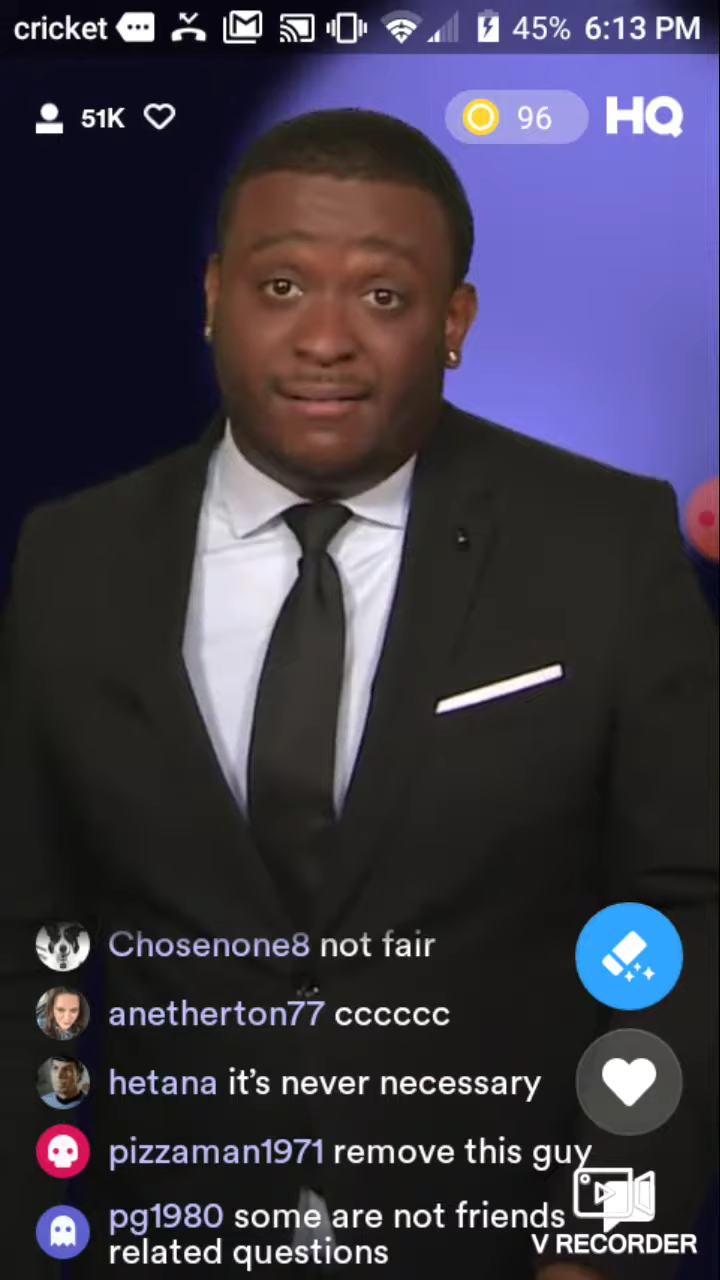 cricket 45% 6:13 PM
51K 96 HQ
Chosenone8 not fair
anetherton77 cccccc
hetana it’s never necessary
pizzaman1971 remove this guy
pg1980 some are not friends
related questions
V RECORDER